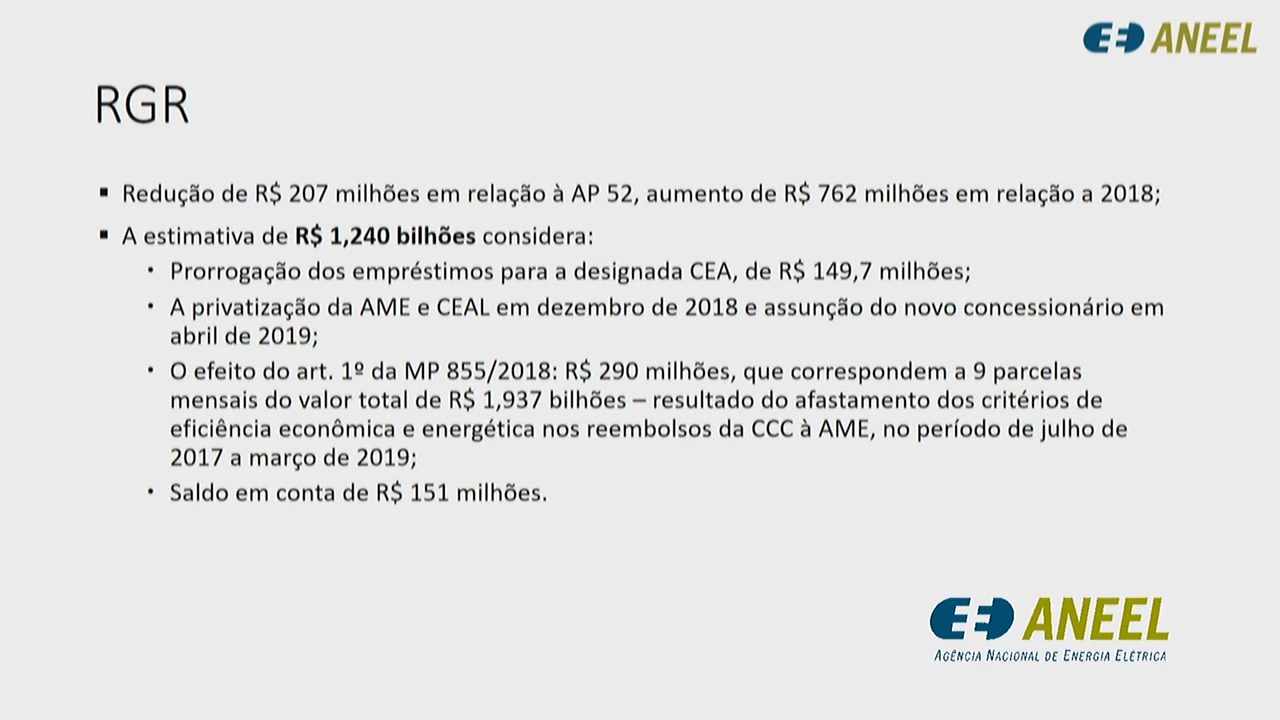 ANEEL
RGR
▪ Redução de R$ 207 milhões em relação à AP 52, aumento de R$ 762 milhões em relação a 2018;
▪ A estimativa de R$ 1,240 bilhões considera:
• Prorrogação dos empréstimos para a designada CEA, de R$ 149,7 milhões;
• A privatização da AME e CEAL em dezembro de 2018 e assunção do novo concessionário em
abril de 2019;
• O efeito do art. 1º da MP 855/2018: R$ 290 milhões, que correspondem a 9 parcelas
mensais do valor total de R$ 1,937 bilhões – resultado do afastamento dos critérios de
eficiência econômica e energética nos reembolsos da CCC à AME, no período de julho de
2017 a março de 2019;
• Saldo em conta de R$ 151 milhões.
ANEEL
AGÊNCIA NACIONAL DE ENERGIA ELÉTRICA